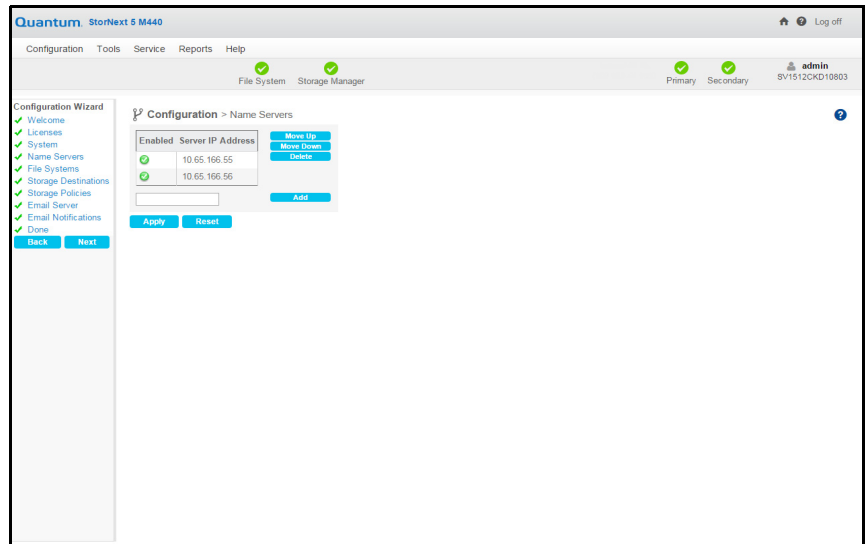 Quantum. StorNext 5 M440
Log off
Configuration Tools Service Reports Help
File System Storage Manager
Primary Secondary
admin
SV1512CKD10803
Configuration Wizard
Welcome
Licenses
System
Name Servers
File Systems
Storage Destinations
Storage Policies
Email Server
Email Notifications
Done
Back Next
Configuration > Name Servers
Enabled Server IP Address
10.65.166.55
10.65.166.56
Move Up
Move Down
Delete
Add
Apply Reset